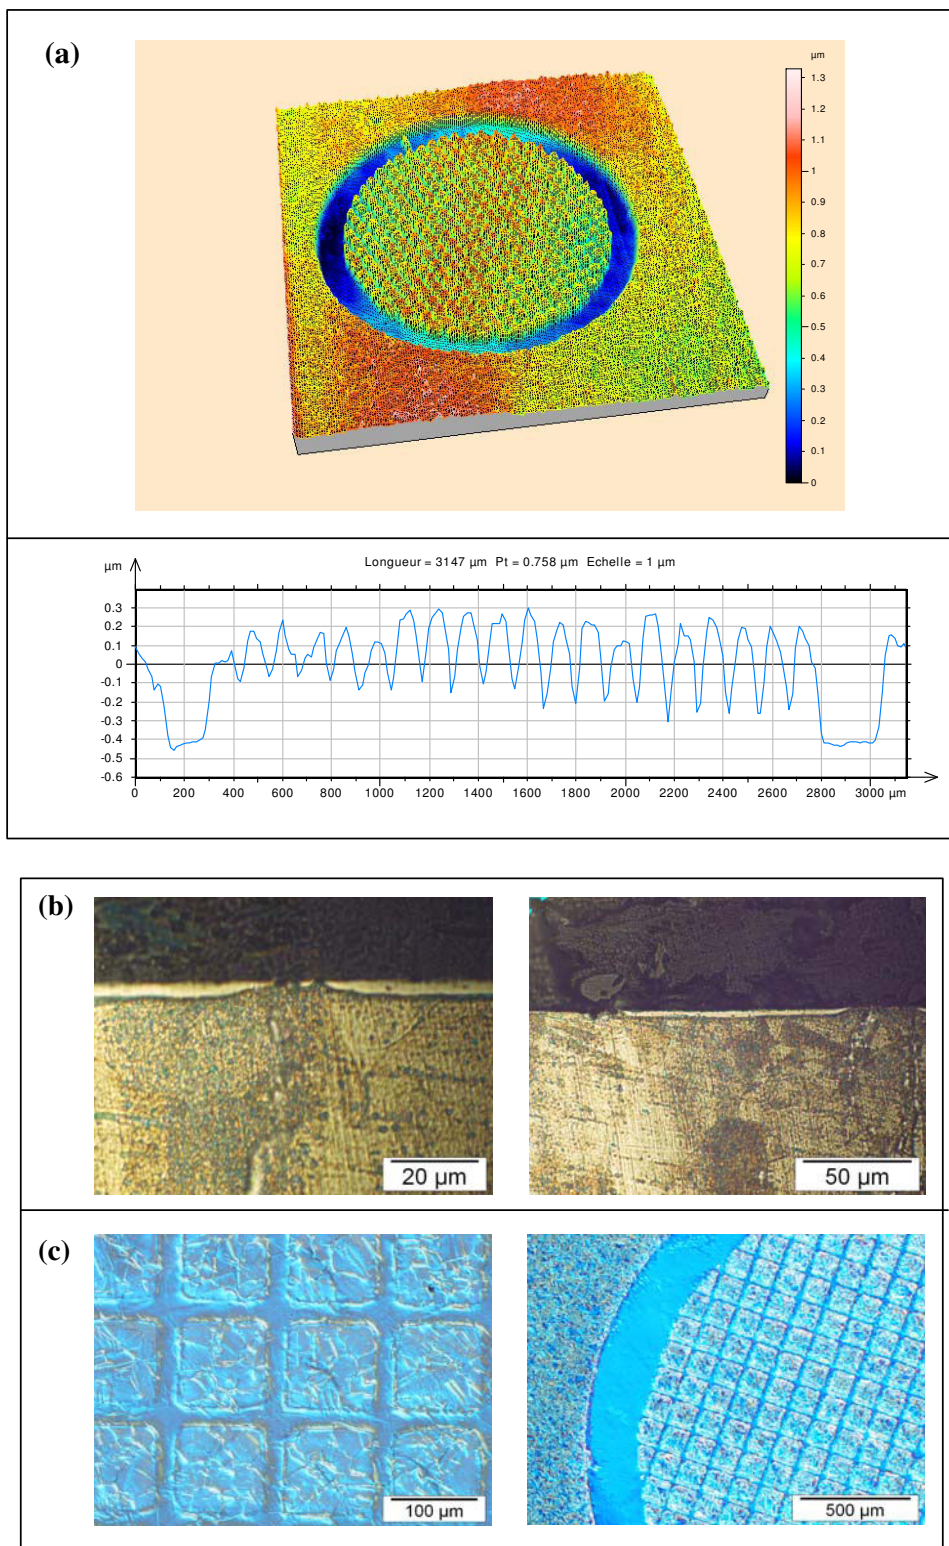 (a)
µm
1.3
1.2
1.1
1
0.9
0.8
0.7
0.6
0.5
0.4
0.3
0.2
0.1
0
µm
Longueur = 3147 µm Pt = 0.758 µm Echelle = 1 µm
0.3
0.2
0.1
0
-0.1
-0.2
-0.3
-0.4
-0.5
-0.6
0 200 400 600 800 1000 1200 1400 1600 1800 2000 2200 2400 2600 2800 3000 µm
(b)
20 µm
50 µm
(c)
100 µm
500 µm